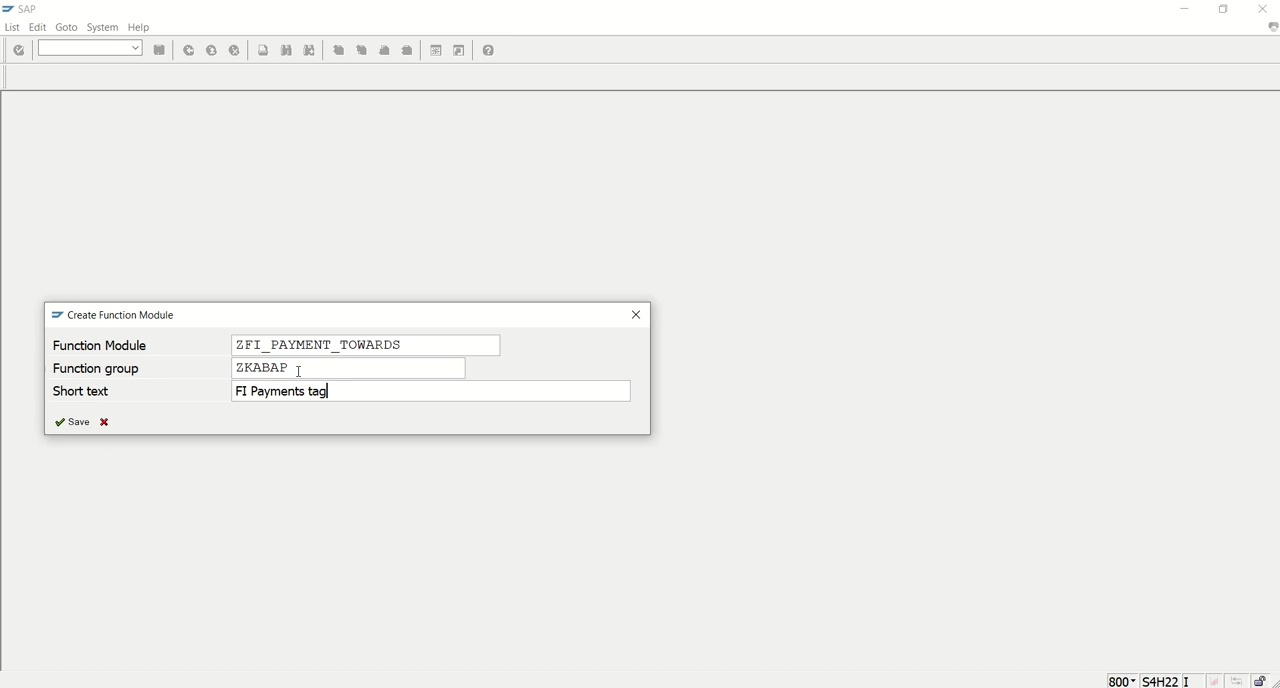 SAP
List Edit Goto System Help
Create Function Module
Function Module ZFI_PAYMENT_TOWARDS
Function group ZKABAP
Short text FI Payments tag
Save
800 S4H22 I